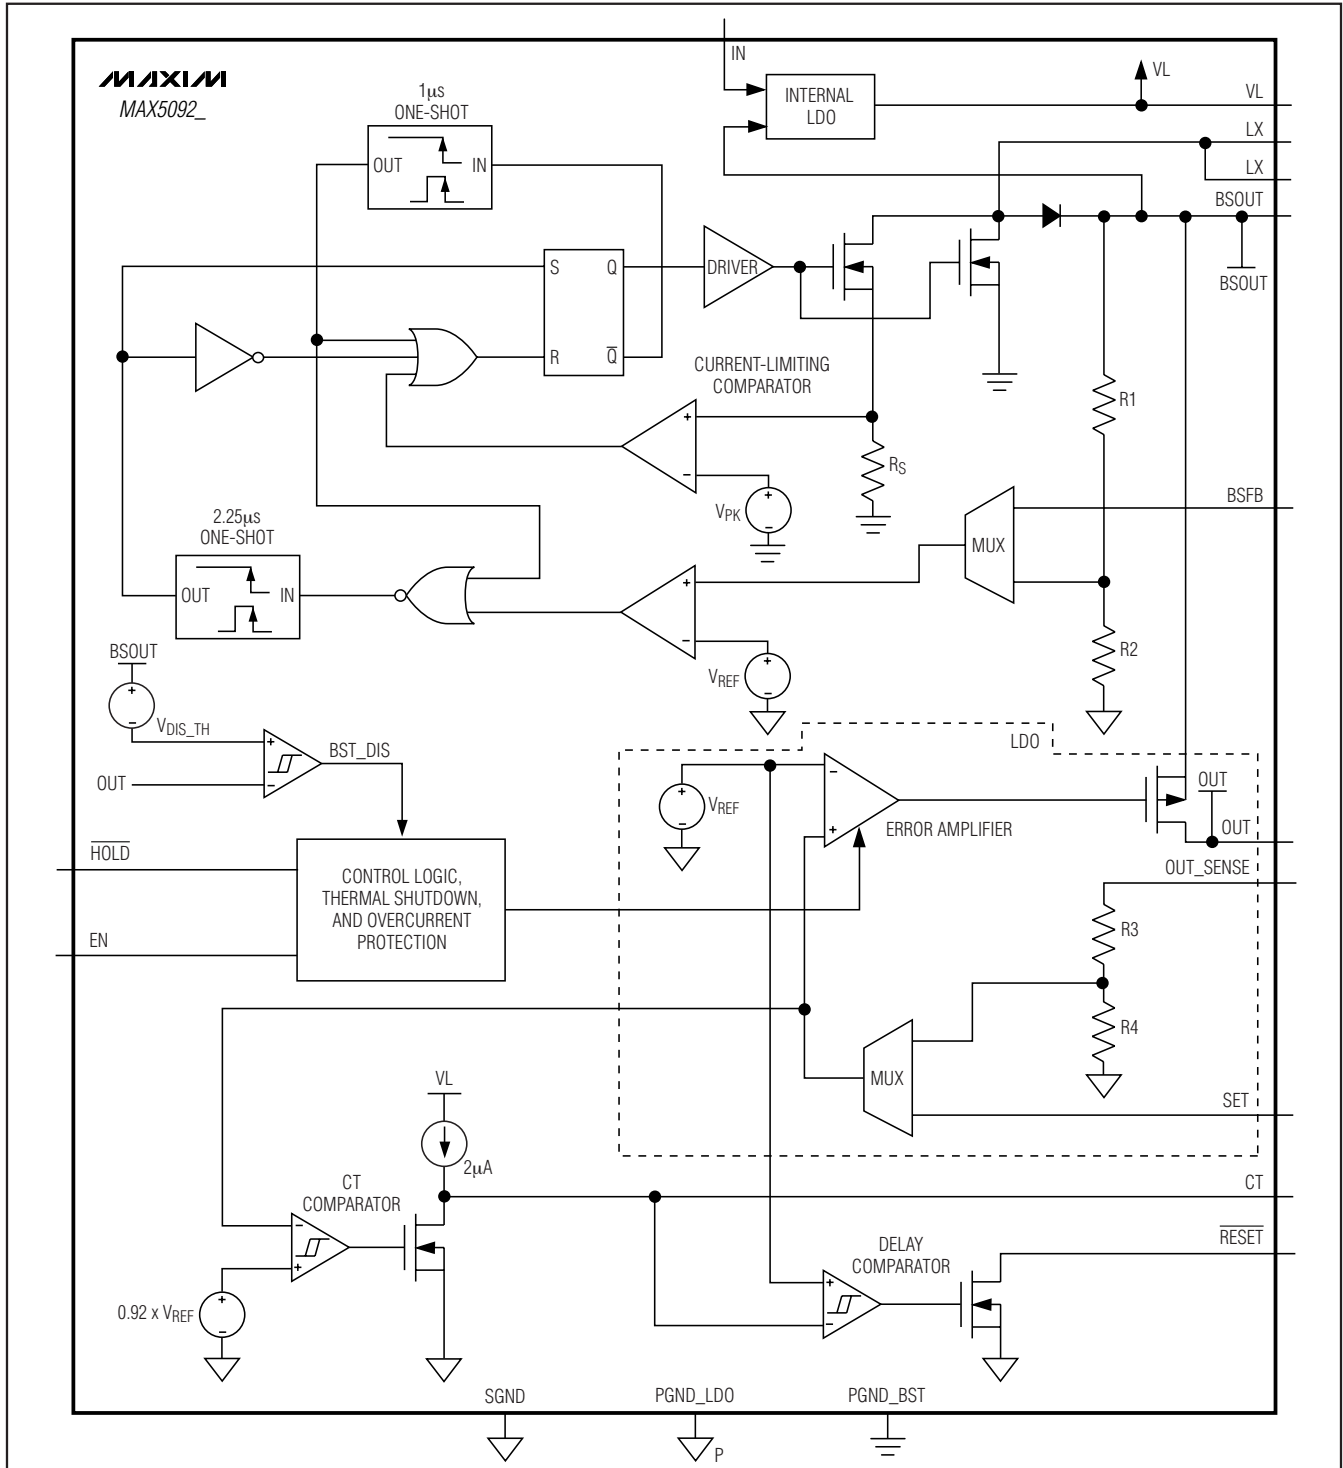 IN
MAXIM
MAX5092_
1µs
ONE-SHOT
OUT
IN
INTERNAL
LDO
VL
VL
LX
LX
BSOUT
BSOUT
S
Q
R
Q̅
DRIVER
CURRENT-LIMITING
COMPARATOR
+
−
VPK
RS
R1
BSFB
MUX
2.25µs
ONE-SHOT
OUT
IN
+
−
VREF
R2
BSOUT
+
−
VDIS_TH
+
−
OUT
BST_DIS
LDO
VREF
−
+
ERROR AMPLIFIER
OUT
OUT
OUT_SENSE
H̅O̅L̅D̅
EN
CONTROL LOGIC,
THERMAL SHUTDOWN,
AND OVERCURRENT
PROTECTION
R3
R4
MUX
SET
VL
2µA
CT
CT
COMPARATOR
−
+
0.92 x VREF
+
−
DELAY
COMPARATOR
+
−
R̅E̅S̅E̅T̅
SGND
PGND_LDO
P
PGND_BST